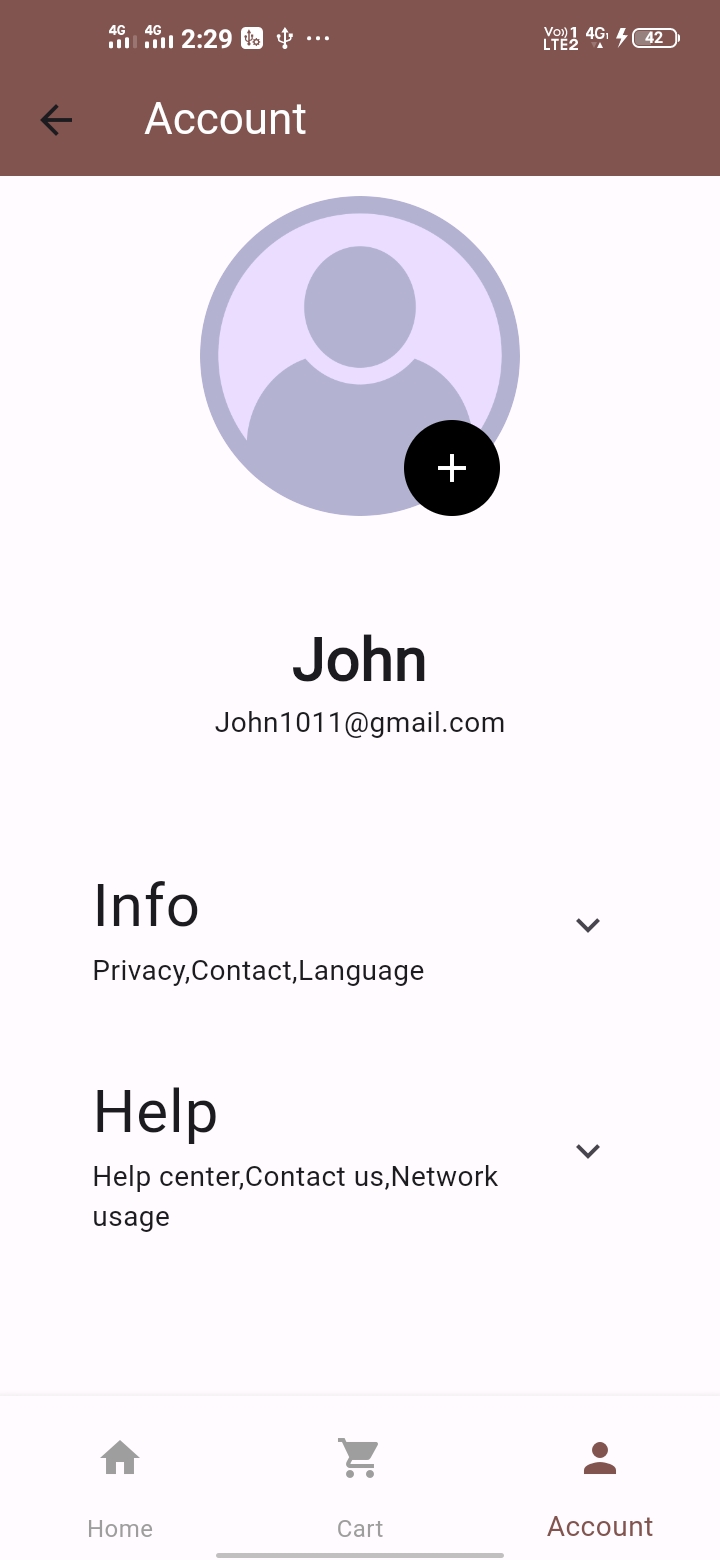 4G 4G 2:29 Vo))1 LTE2 4G 42
Account
John
John1011@gmail.com
Info
Privacy,Contact,Language
Help
Help center,Contact us,Network
usage
Home Cart Account